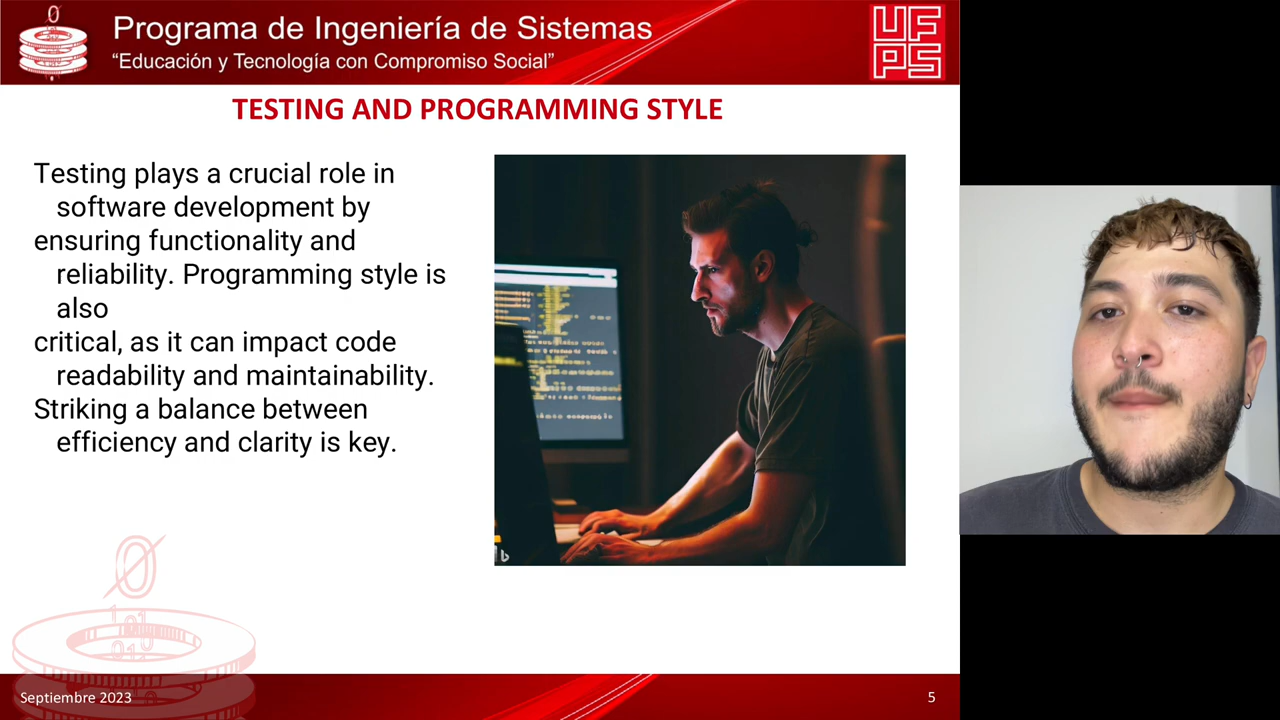 Programa de Ingeniería de Sistemas
“Educación y Tecnología con Compromiso Social”
UF
PS
TESTING AND PROGRAMMING STYLE
Testing plays a crucial role in
software development by
ensuring functionality and
reliability. Programming style is
also
critical, as it can impact code
readability and maintainability.
Striking a balance between
efficiency and clarity is key.
Septiembre 2023
5